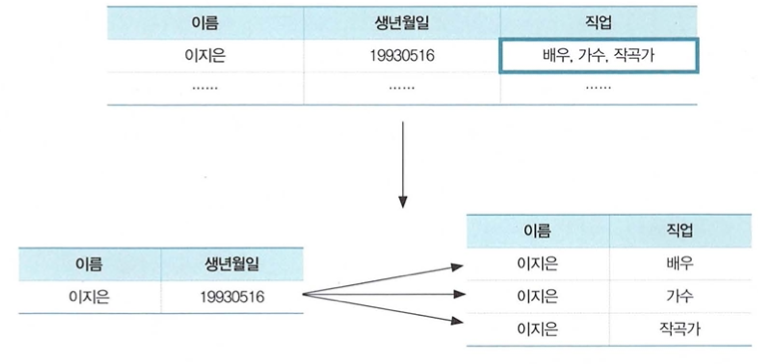 이름 생년월일 직업
이지은 19930516 배우, 가수, 작곡가
...... ...... ......
이름 생년월일
이지은 19930516
이름 직업
이지은 배우
이지은 가수
이지은 작곡가